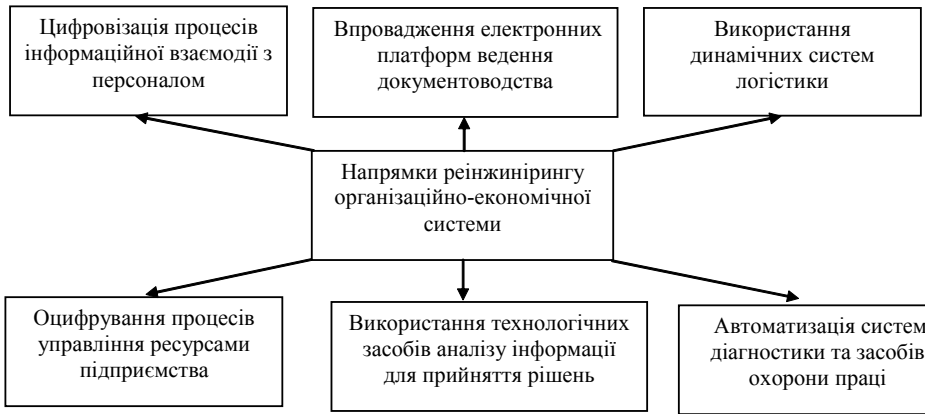 Цифровізація процесів
інформаційної взаємодії з
персоналом
Впровадження електронних
платформ ведення
документоводства
Використання
динамічних систем
логістики
Напрямки реінжинірингу
організаційно-економічної
системи
Оцифрування процесів
управління ресурсами
підприємства
Використання технологічних
засобів аналізу інформації
для прийняття рішень
Автоматизація систем
діагностики та засобів
охорони праці